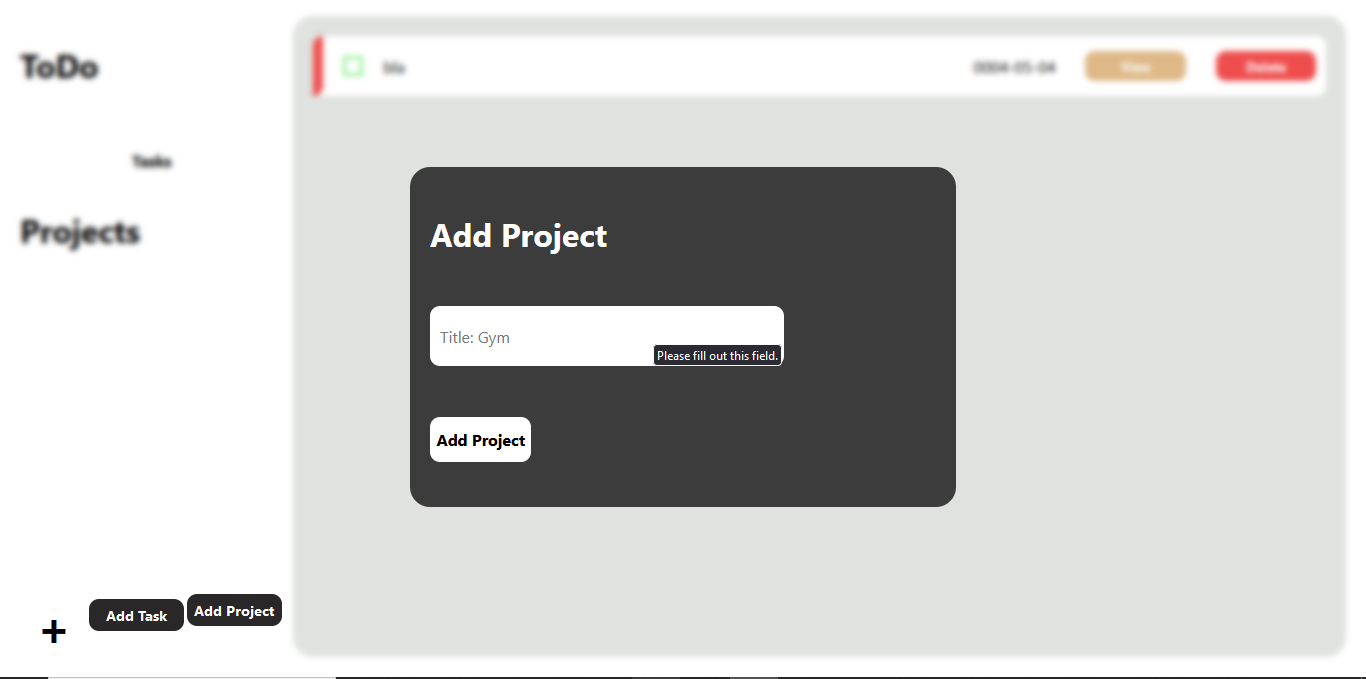 ToDo
bla
0004-05-04
View
Delete
Tasks
Projects
Add Project
Title: Gym
Please fill out this field.
Add Project
Add Task
Add Project
+